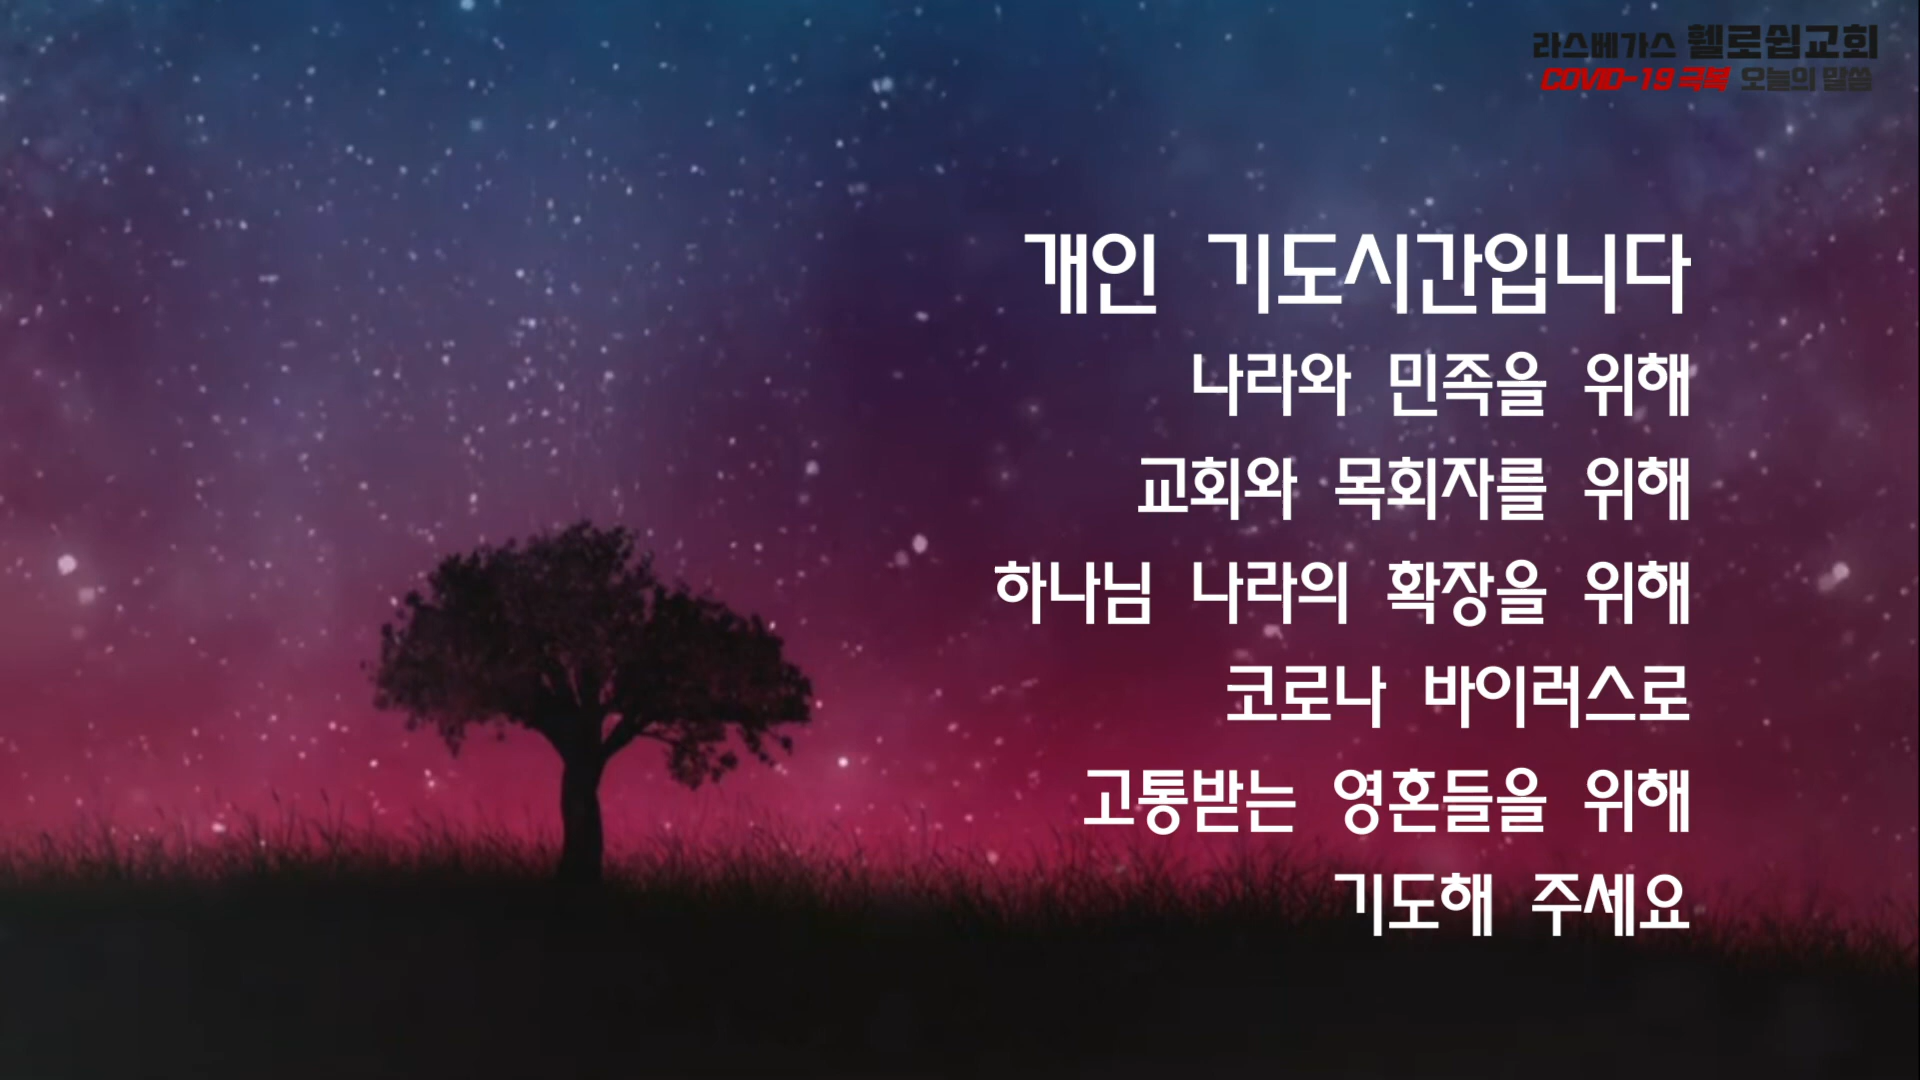 라스베가스 헬로쉽교회
COVID-19 극복 오늘의 말씀
개인 기도시간입니다
나라와 민족을 위해
교회와 목회자를 위해
하나님 나라의 확장을 위해
코로나 바이러스로
고통받는 영혼들을 위해
기도해 주세요